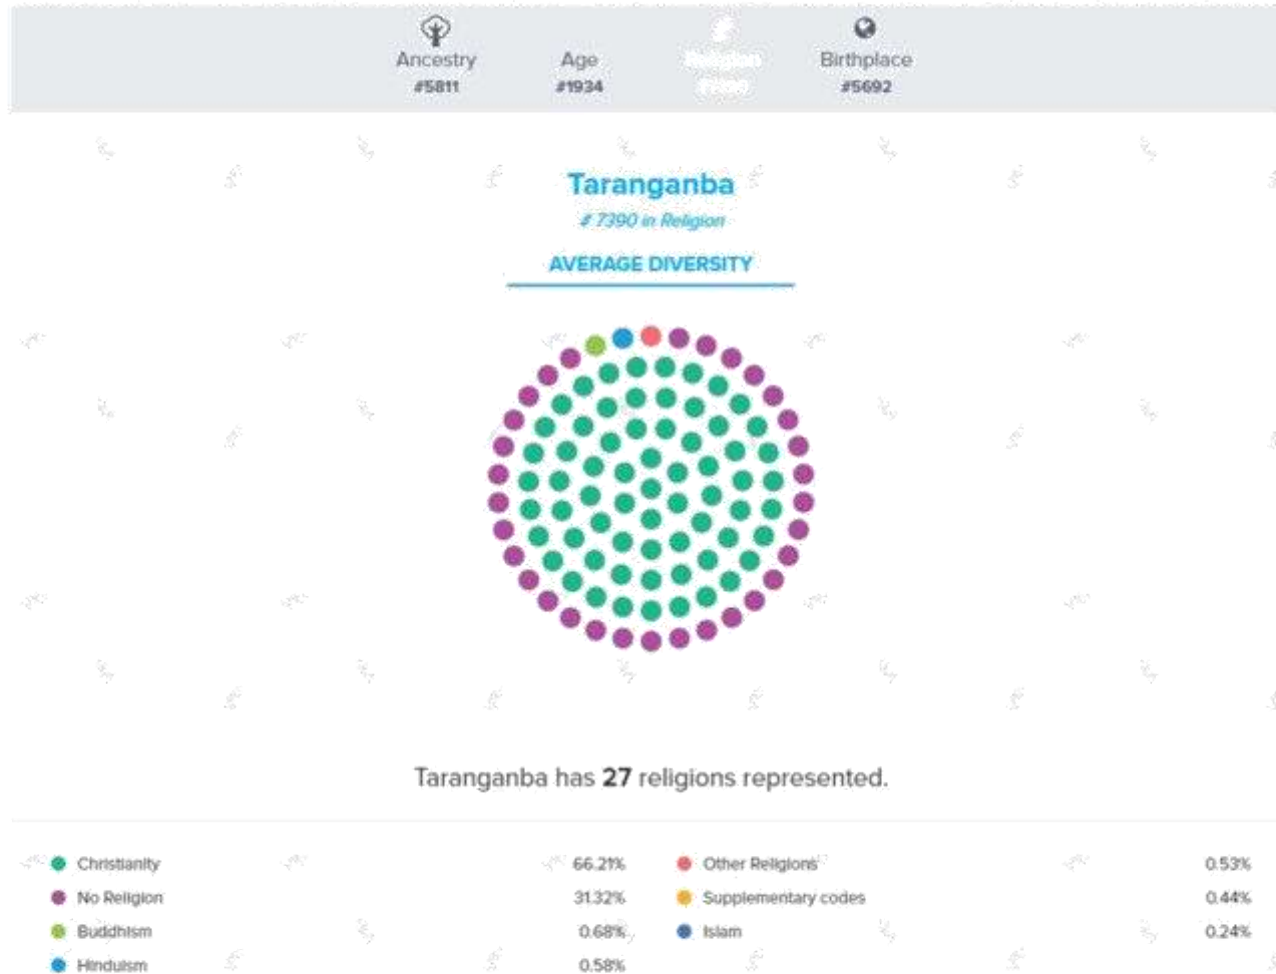 Ancestry Age Birthplace
#5811 #1934 #5692
Taranganba
# 7390 in Religion
AVERAGE DIVERSITY
Taranganba has 27 religions represented.
Christianity 66.21% Other Religions 0.53%
No Religion 31.32% Supplementary codes 0.44%
Buddhism 0.68% Islam 0.24%
Hinduism 0.58%